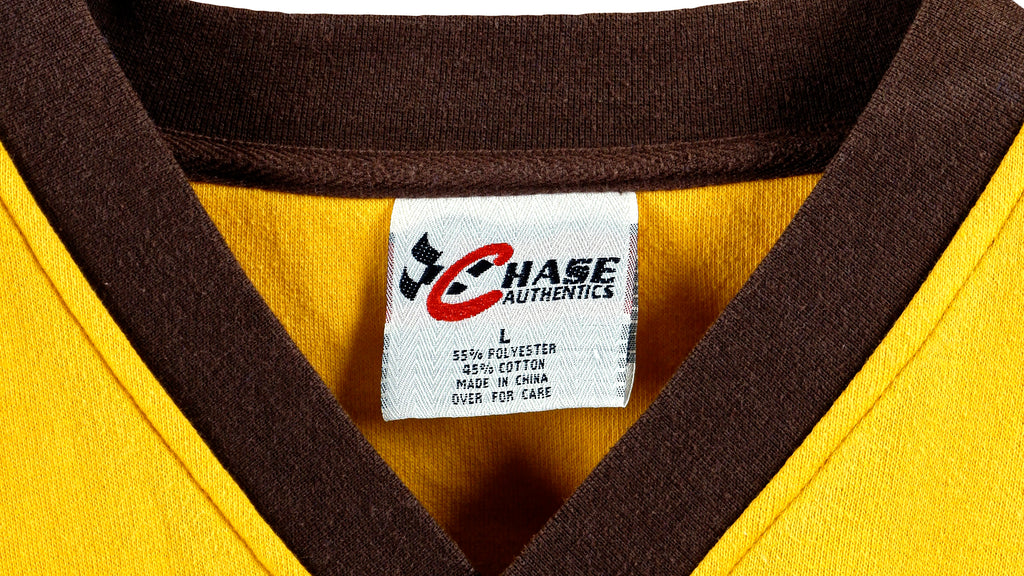 CHASE
AUTHENTICS
L
55% POLYESTER
45% COTTON
MADE IN CHINA
OVER FOR CARE